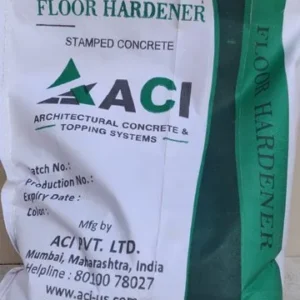 FLOOR HARDENER
STAMPED CONCRETE
ACI
ARCHITECTURAL CONCRETE &
TOPPING SYSTEMS
Batch No.:
Production No.:
Expiry Date :
Color:
Mfg by
ACI PVT. LTD.
Mumbai, Maharashtra, India
Helpline : 80100 78027
www.aci-us.com
FLOOR HARDENER